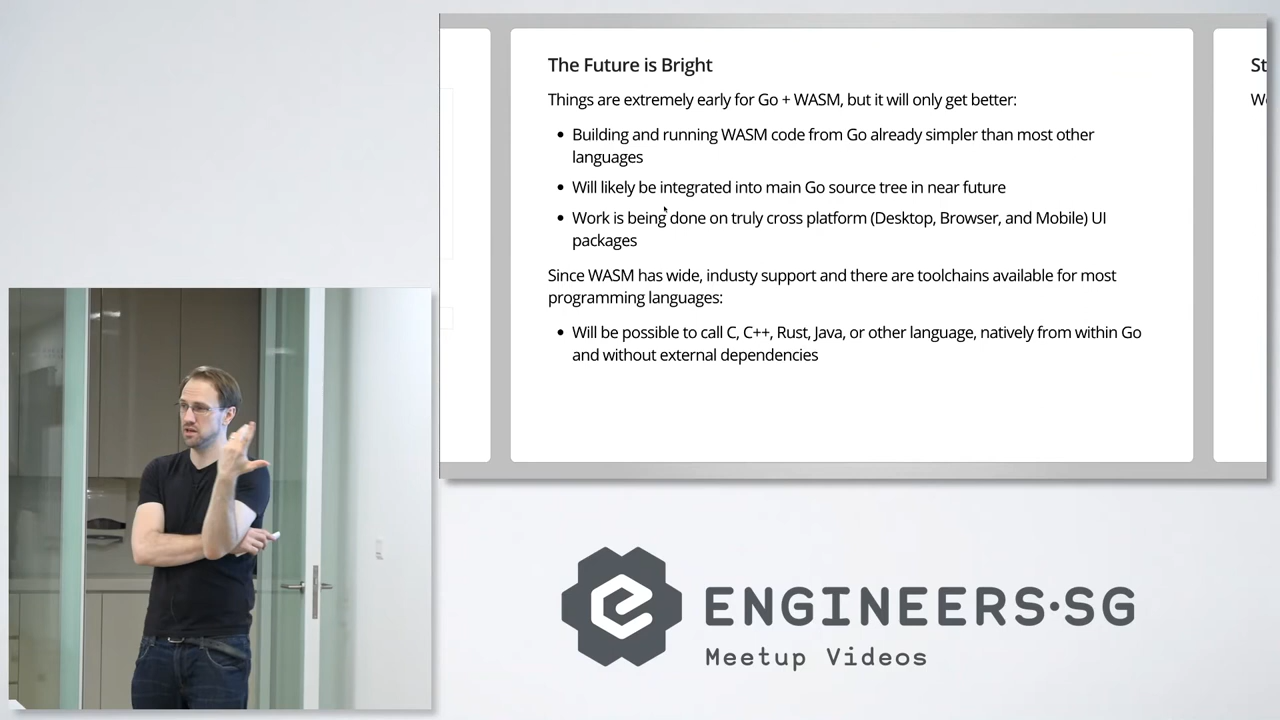 The Future is Bright
Things are extremely early for Go + WASM, but it will only get better:
• Building and running WASM code from Go already simpler than most other
languages
• Will likely be integrated into main Go source tree in near future
• Work is being done on truly cross platform (Desktop, Browser, and Mobile) UI
packages
Since WASM has wide, industy support and there are toolchains available for most
programming languages:
• Will be possible to call C, C++, Rust, Java, or other language, natively from within Go
and without external dependencies
St
We
ENGINEERS·SG
Meetup Videos